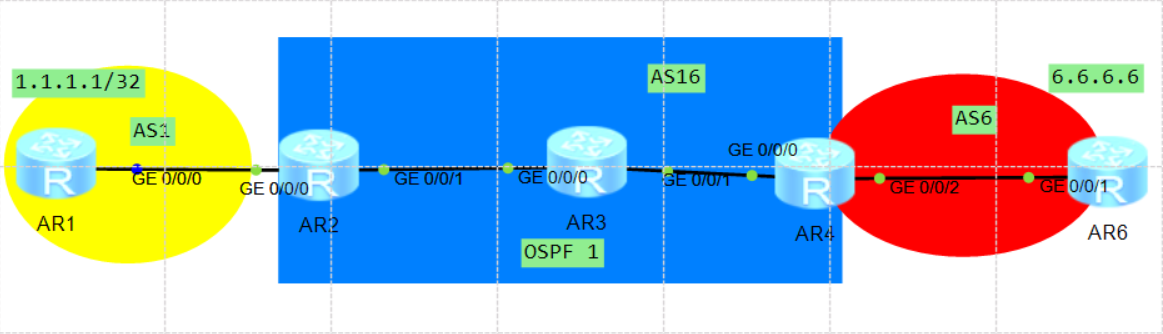 1.1.1.1/32
AS1
AS16
AS6
6.6.6.6
R
GE 0/0/0
GE 0/0/0
R
GE 0/0/1
GE 0/0/0
R
GE 0/0/1
GE 0/0/0
R
GE 0/0/2
GE 0/0/1
R
AR1
AR2
AR3
AR4
AR6
OSPF 1